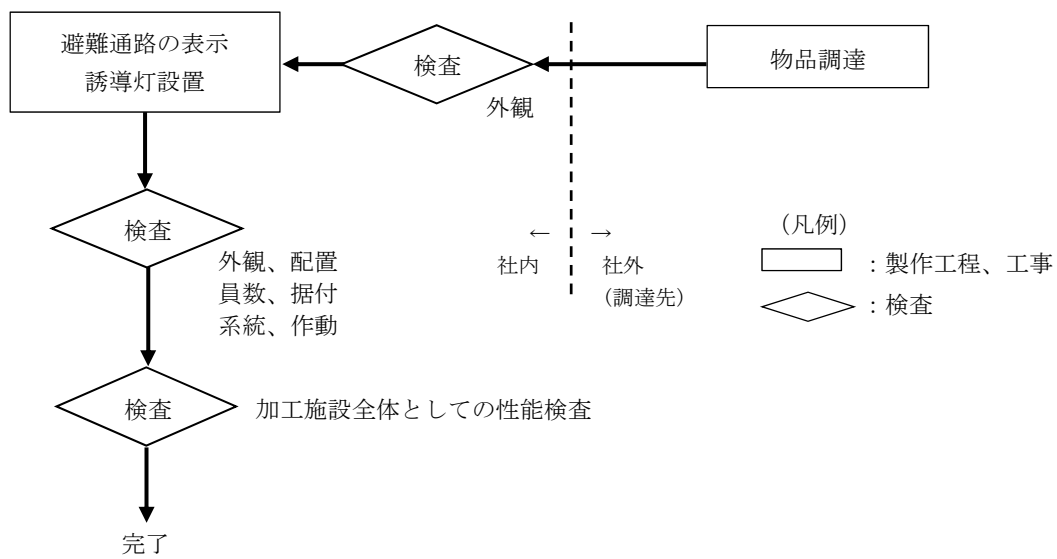 避難通路の表示
誘導灯設置
検査
外観
物品調達
検査
外観、配置
員数、据付
系統、作動
← →
社内 社外
（調達先）
（凡例）
：製作工程、工事
：検査
検査
加工施設全体としての性能検査
完了